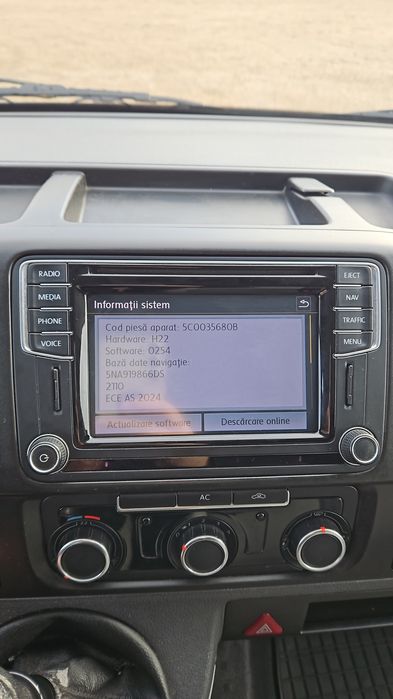 RADIO
MEDIA
PHONE
VOICE
EJECT
NAV
TRAFFIC
MENU
Informații sistem
Cod piesă aparat: 5C0035680B
Hardware: H22
Software: 0254
Bază date navigație:
5NA919866DS
2110
ECE AS 2024
Actualizare software
Descărcare online
AC